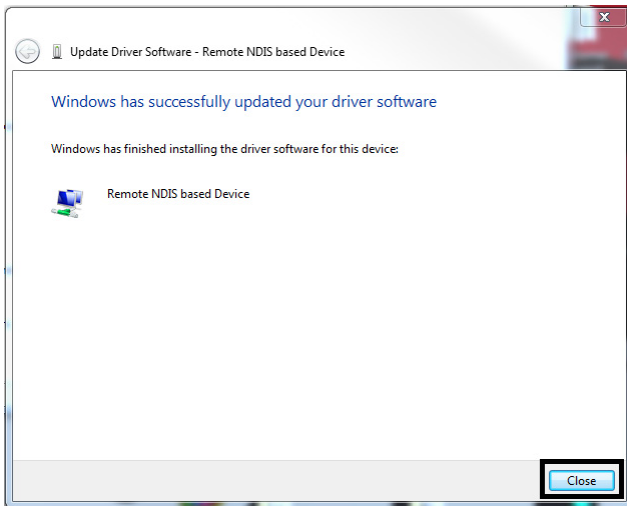 Update Driver Software - Remote NDIS based Device
Windows has successfully updated your driver software
Windows has finished installing the driver software for this device:
Remote NDIS based Device
Close